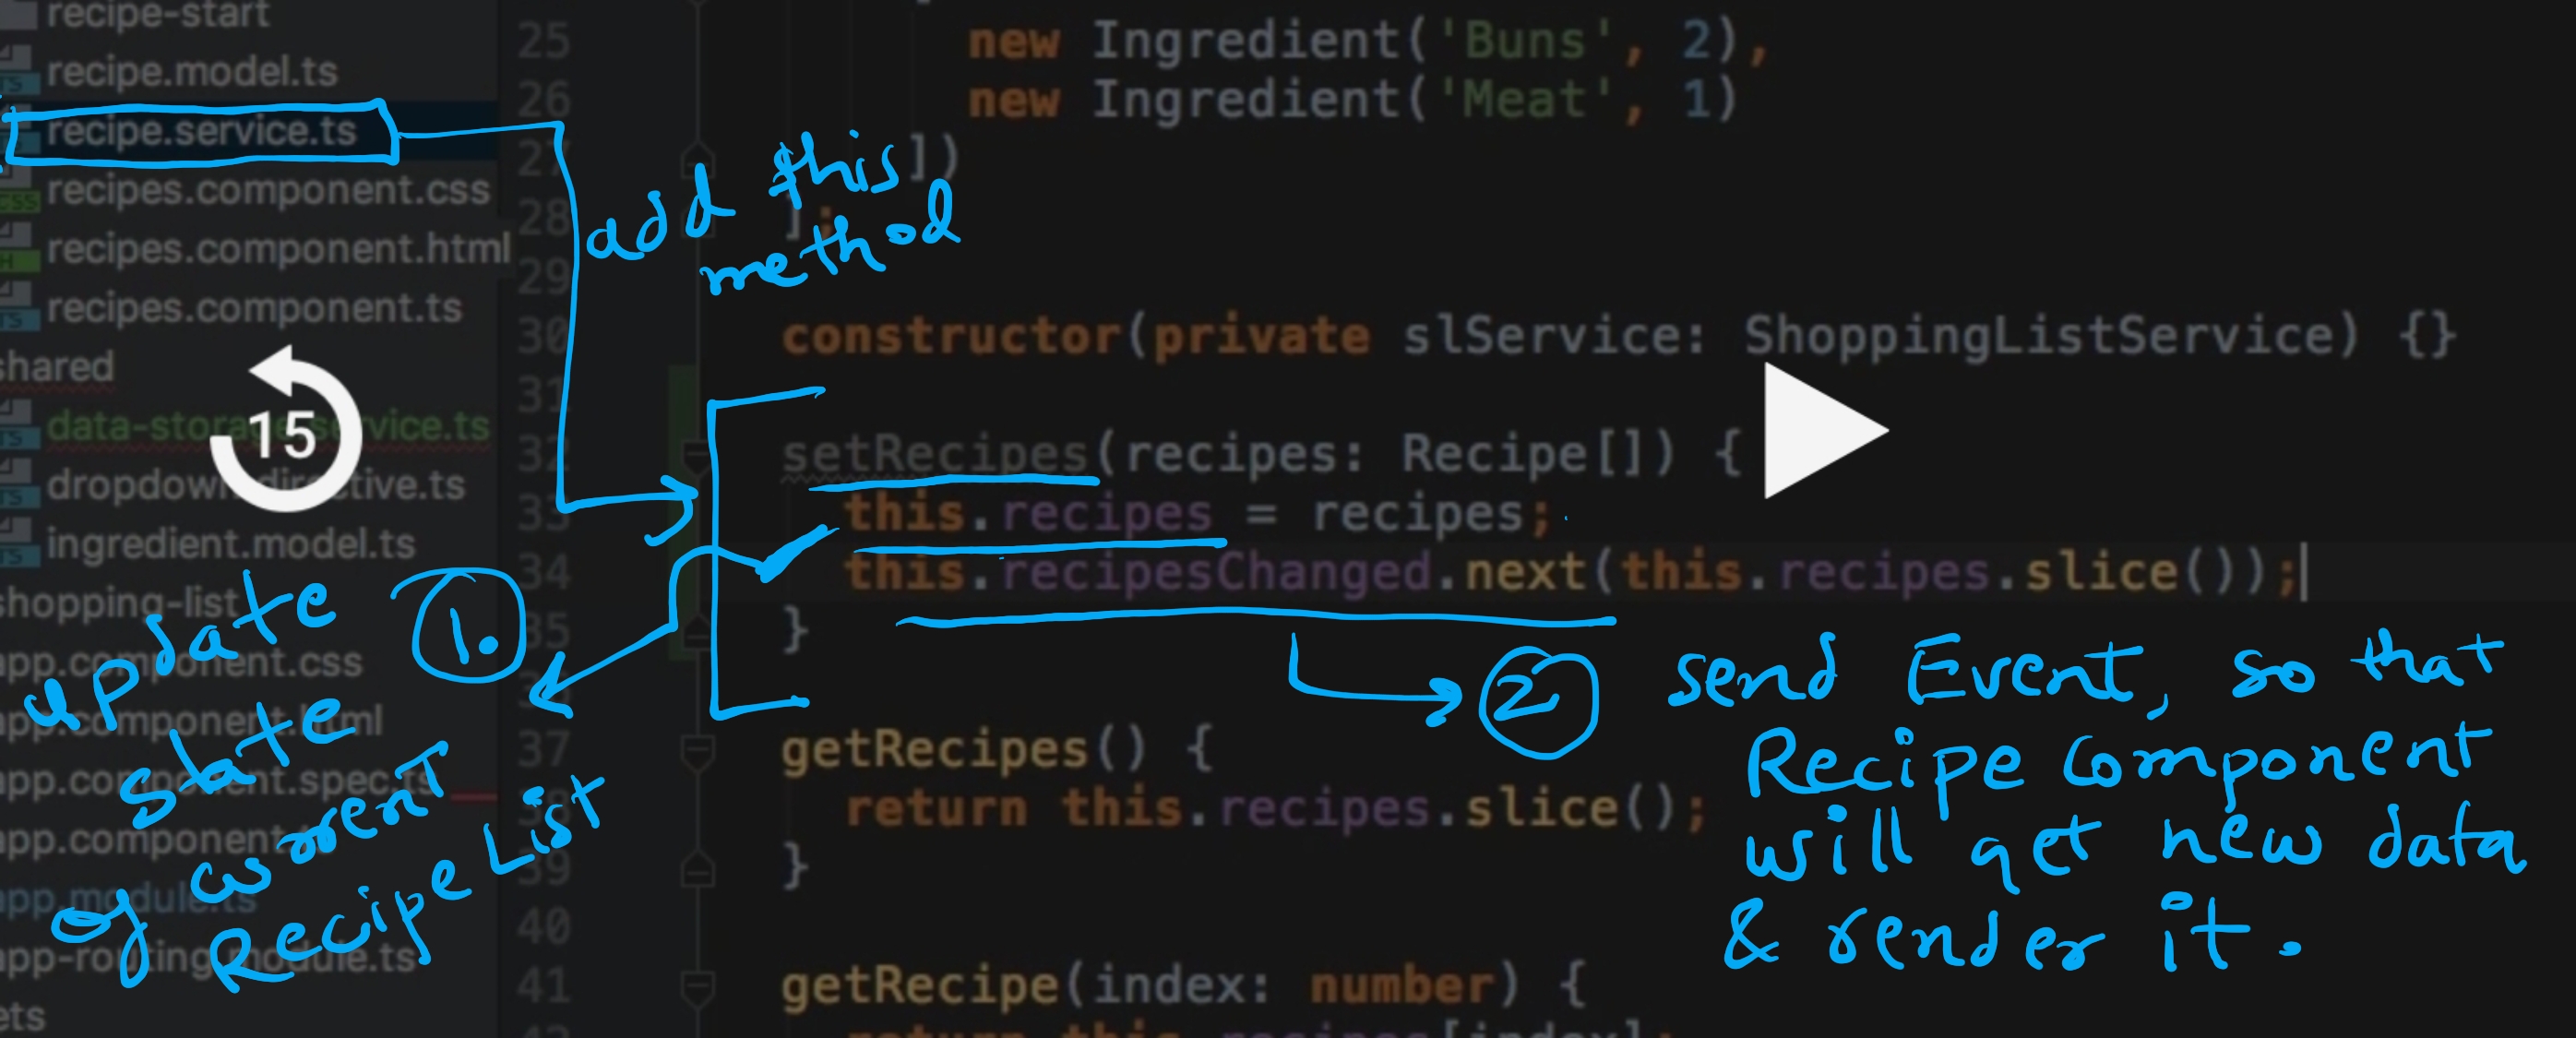 recipe-start
recipe.model.ts
recipe.service.ts
recipes.component.css
recipes.component.html
recipes.component.ts
shared
data-storage.service.ts
dropdown.directive.ts
ingredient.model.ts
shopping-list
app.component.css
app.component.html
app.component.spec.ts
app.component.ts
app.module.ts
app-routing.module.ts
ets
15
25 new Ingredient('Buns', 2),
26 new Ingredient('Meat', 1)
27 ])
28 ];
29
30 constructor(private slService: ShoppingListService) {}
31
32 setRecipes(recipes: Recipe[]) {
33 this.recipes = recipes;
34 this.recipesChanged.next(this.recipes.slice());
35 }
37 getRecipes() {
return this.recipes.slice();
39 }
40
41 getRecipe(index: number) {
return this.recipes[index];
add this
method
1.
update
state
of current
Recipe List
2
send Event, so that
Recipe Component
will get new data
& render it.